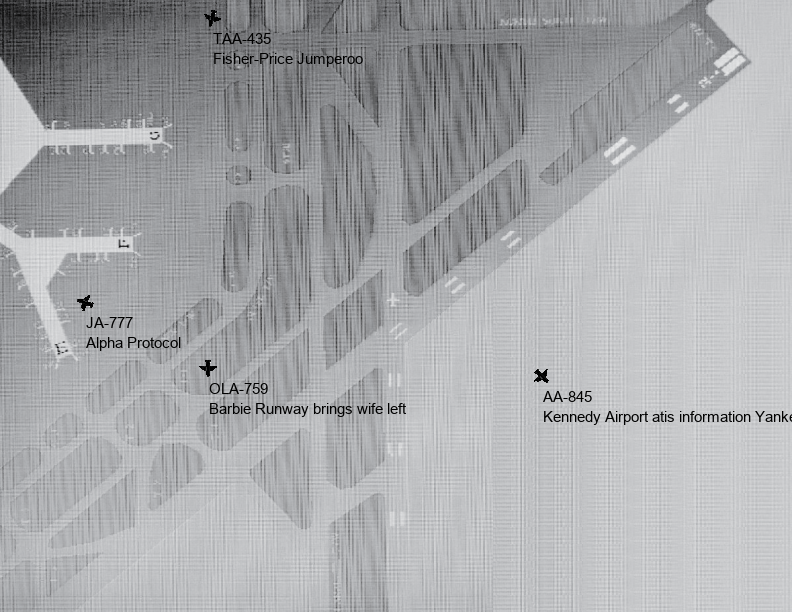 TAA-435
Fisher-Price Jumperoo
JA-777
Alpha Protocol
OLA-759
Barbie Runway brings wife left
AA-845
Kennedy Airport atis information Yanke